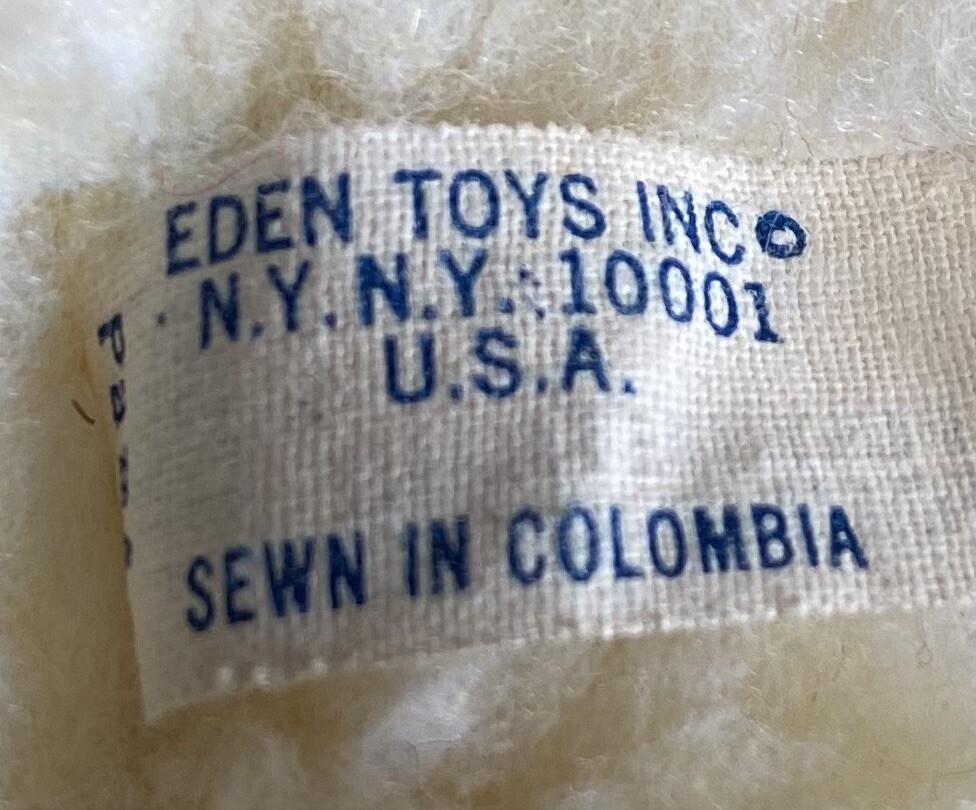 EDEN TOYS INC©
N.Y. N.Y. 10001
U.S.A.
SEWN IN COLOMBIA